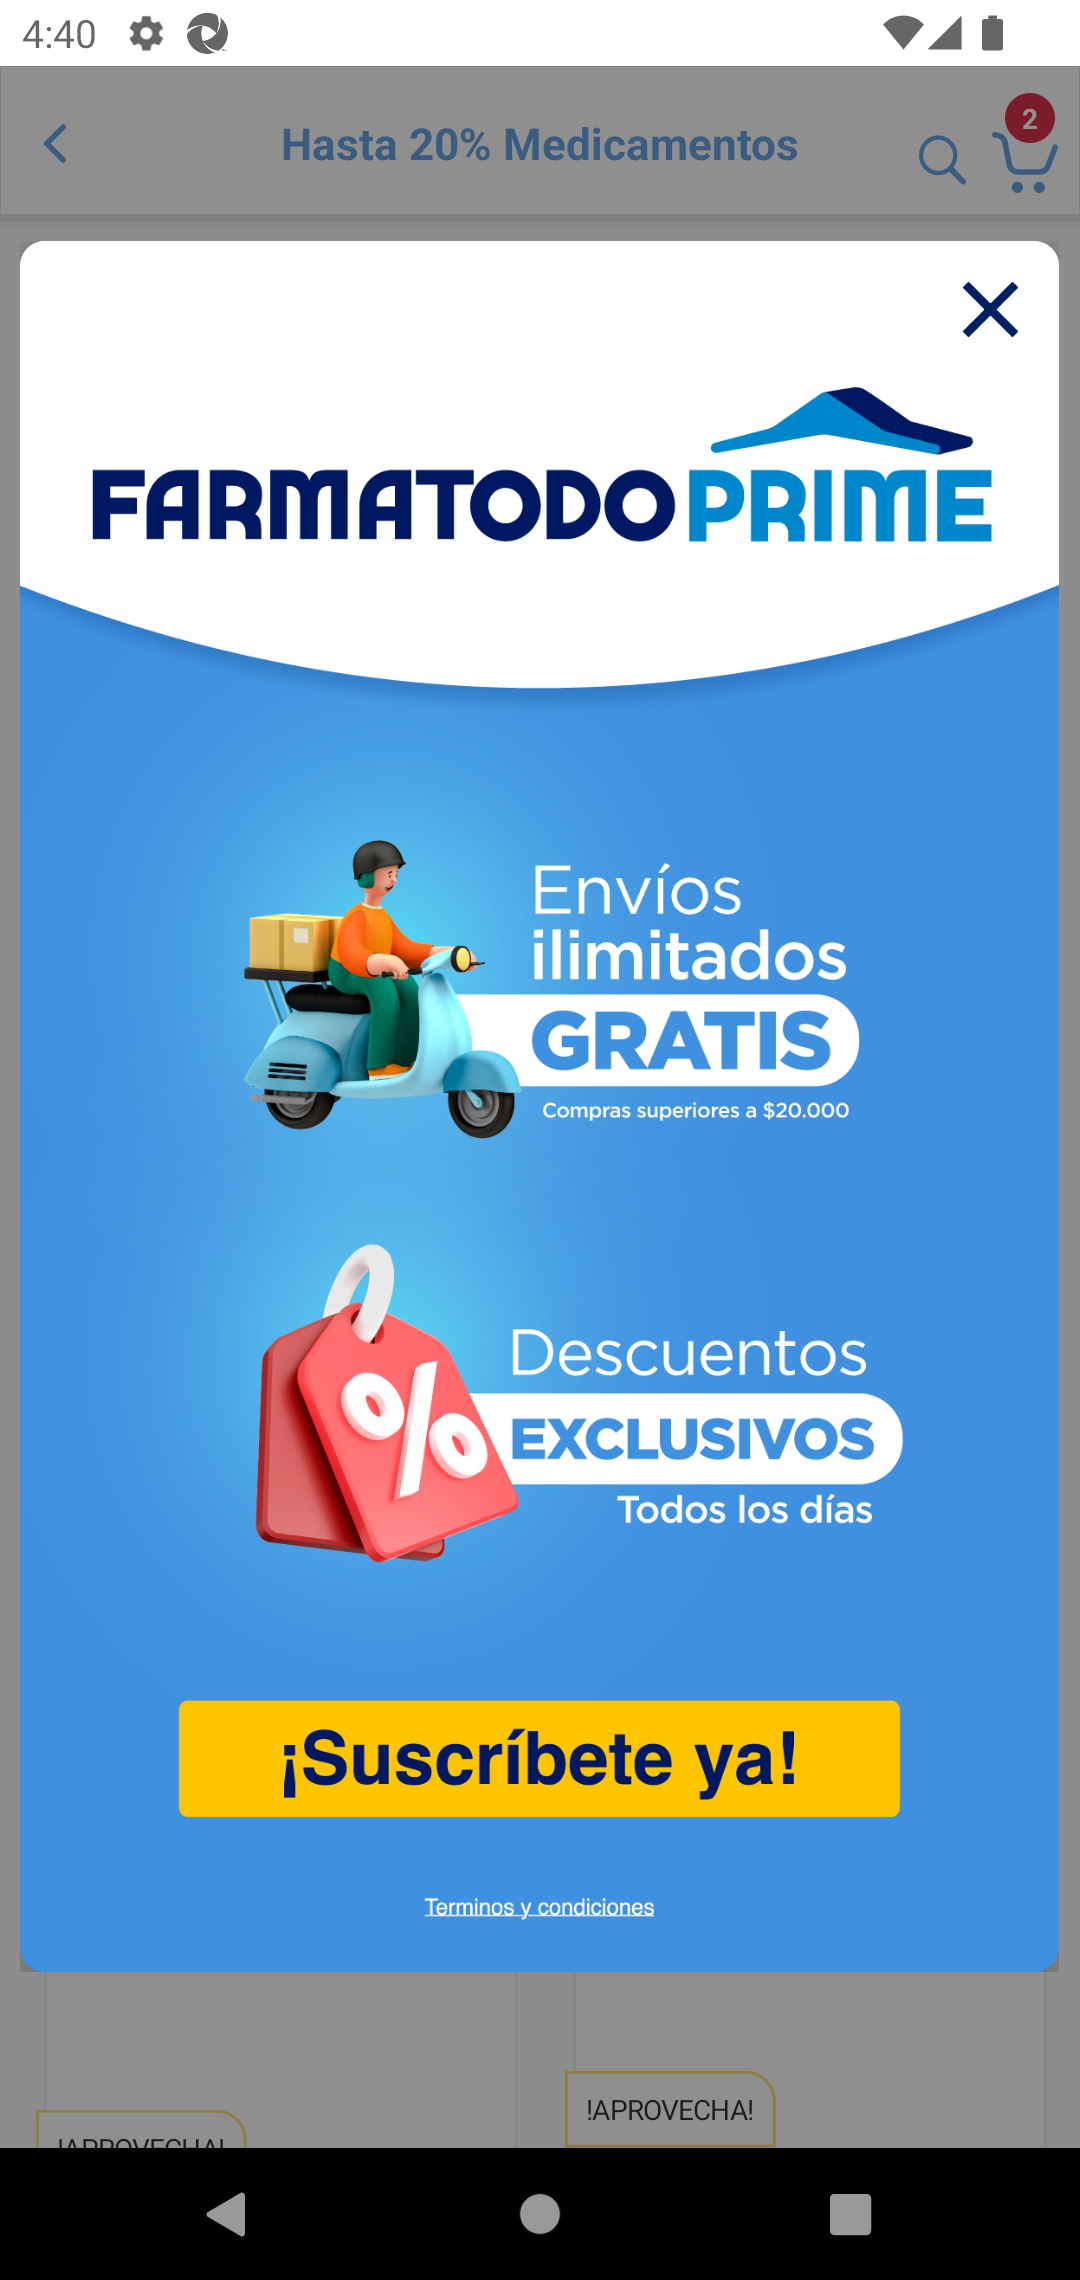 4:40
Hasta 20% Medicamentos
2
FARMATODO PRIME
Envíos
ilimitados
GRATIS
Compras superiores a $20.000
%
Descuentos
EXCLUSIVOS
Todos los días
¡Suscríbete ya!
Terminos y condiciones
!APROVECHA!
!APROVECHA!